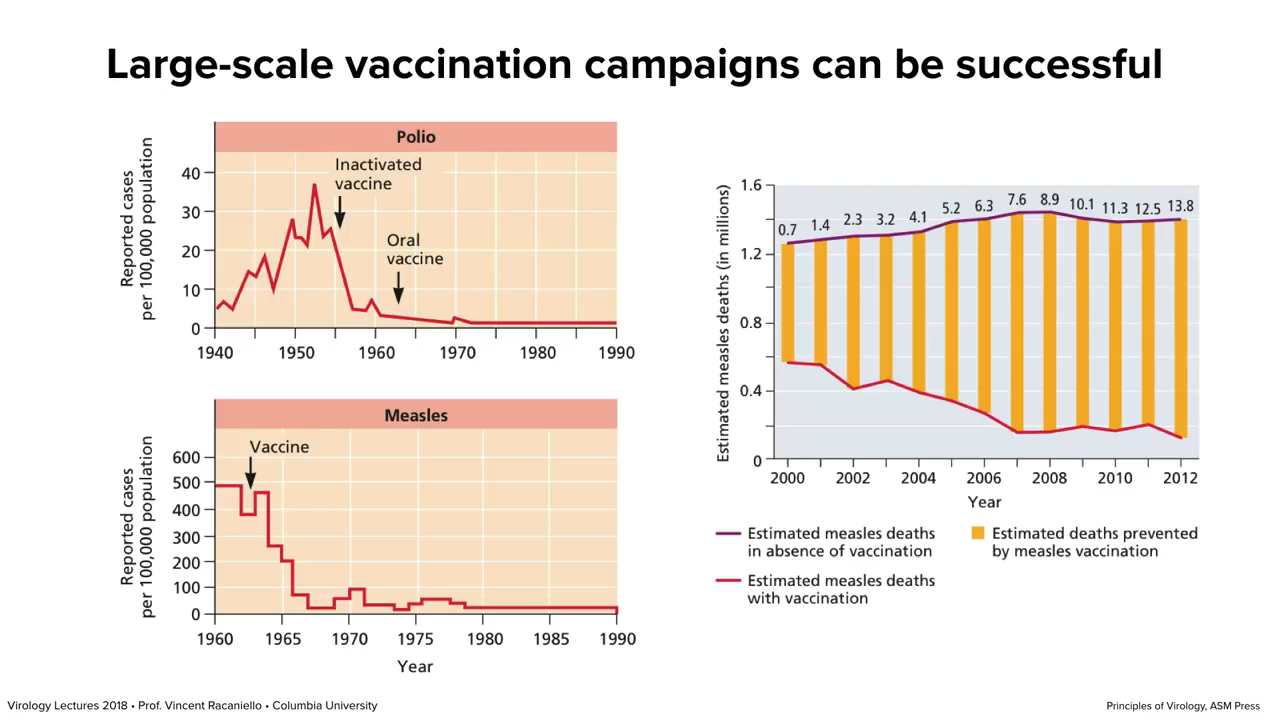 Large-scale vaccination campaigns can be successful
Polio
Reported cases
per 100,000 population
40
30
20
10
0
Inactivated
vaccine
Oral
vaccine
1940
1950
1960
1970
1980
1990
Measles
Reported cases
per 100,000 population
600
500
400
300
200
100
0
Vaccine
1960
1965
1970
1975
1980
1985
1990
Year
Estimated measles deaths (in millions)
1.6
1.2
0.8
0.4
0
0.7
1.4
2.3
3.2
4.1
5.2
6.3
7.6
8.9
10.1
11.3
12.5
13.8
2000
2002
2004
2006
2008
2010
2012
Year
Estimated measles deaths
in absence of vaccination
Estimated measles deaths
with vaccination
Estimated deaths prevented
by measles vaccination
Virology Lectures 2018 • Prof. Vincent Racaniello • Columbia University
Principles of Virology, ASM Press